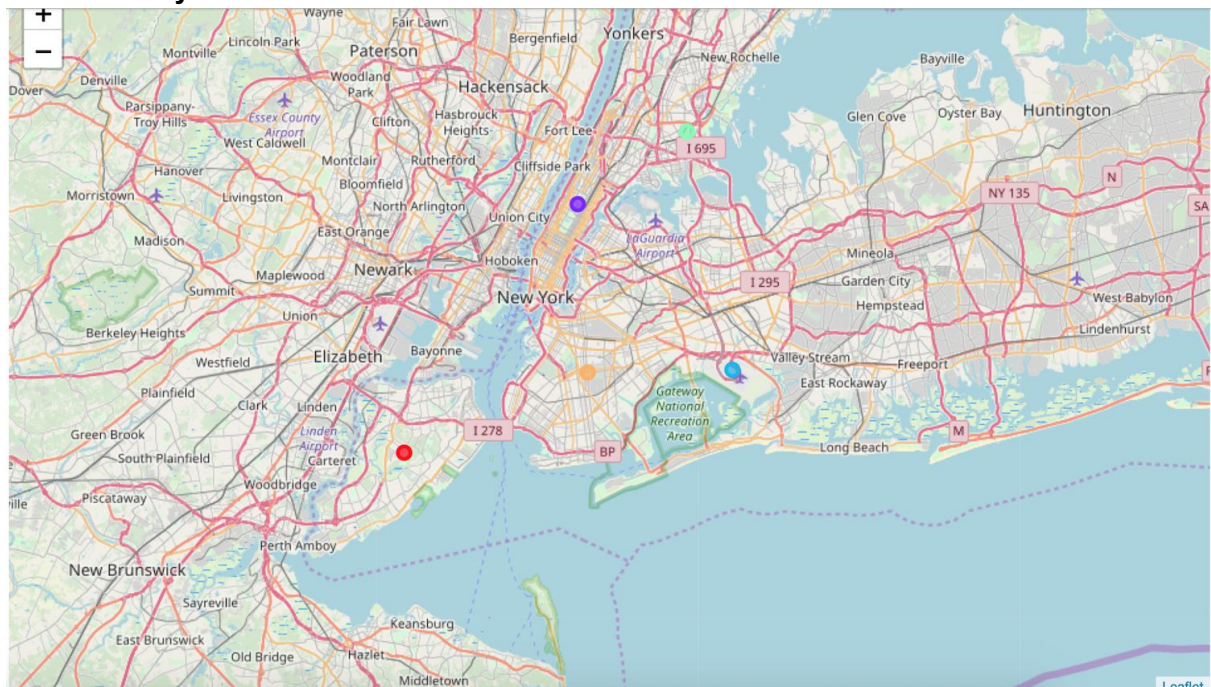 +
−
Wayne
Fair Lawn
Bergenfield
Yonkers
Lincoln Park
Montville
Paterson
New Rochelle
Bayville
Denville
Dover
Woodland
Park
Hackensack
Parsippany-
Troy Hills
Essex County
Airport
Clifton
Hasbrouck
Heights
Fort Lee
Glen Cove
Oyster Bay
Huntington
West Caldwell
I 695
Montclair
Rutherford
Cliffside Park
Hanover
Bloomfield
N
Morristown
Livingston
North Arlington
NY 135
SA
Union City
East Orange
Madison
LaGuardia
Airport
Mineola
Maplewood
Newark
Hoboken
I 295
Garden City
Summit
New York
Hempstead
West Babylon
Union
Berkeley Heights
Lindenhurst
Westfield
Elizabeth
Bayonne
Valley Stream
Freeport
East Rockaway
Plainfield
Gateway
National
Recreation
Area
Clark
Linden
Green Brook
Linden
Airport
I 278
M
South Plainfield
Carteret
BP
Long Beach
Woodbridge
Piscataway
ville
Perth Amboy
New Brunswick
Sayreville
Keansburg
East Brunswick
Old Bridge
Hazlet
Middletown
Leaflet